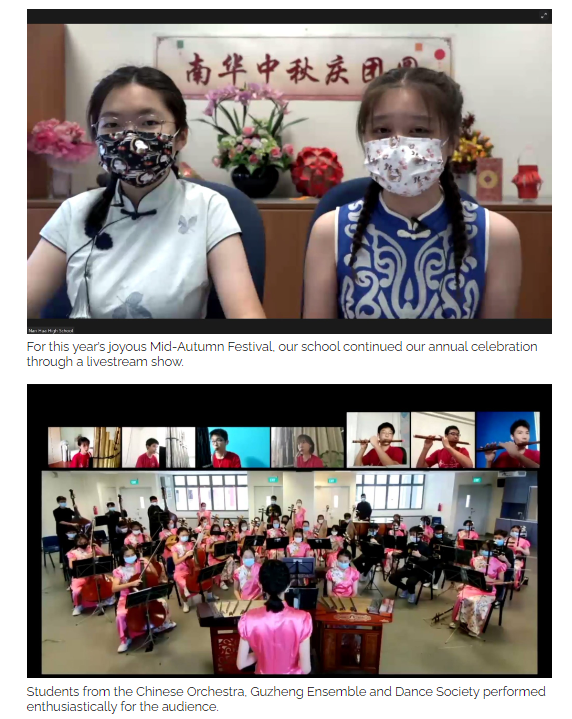 南华中秋庆团圆
Nan Hua High School
For this year's joyous Mid-Autumn Festival, our school continued our annual celebration
through a livestream show.
Students from the Chinese Orchestra, Guzheng Ensemble and Dance Society performed
enthusiastically for the audience.